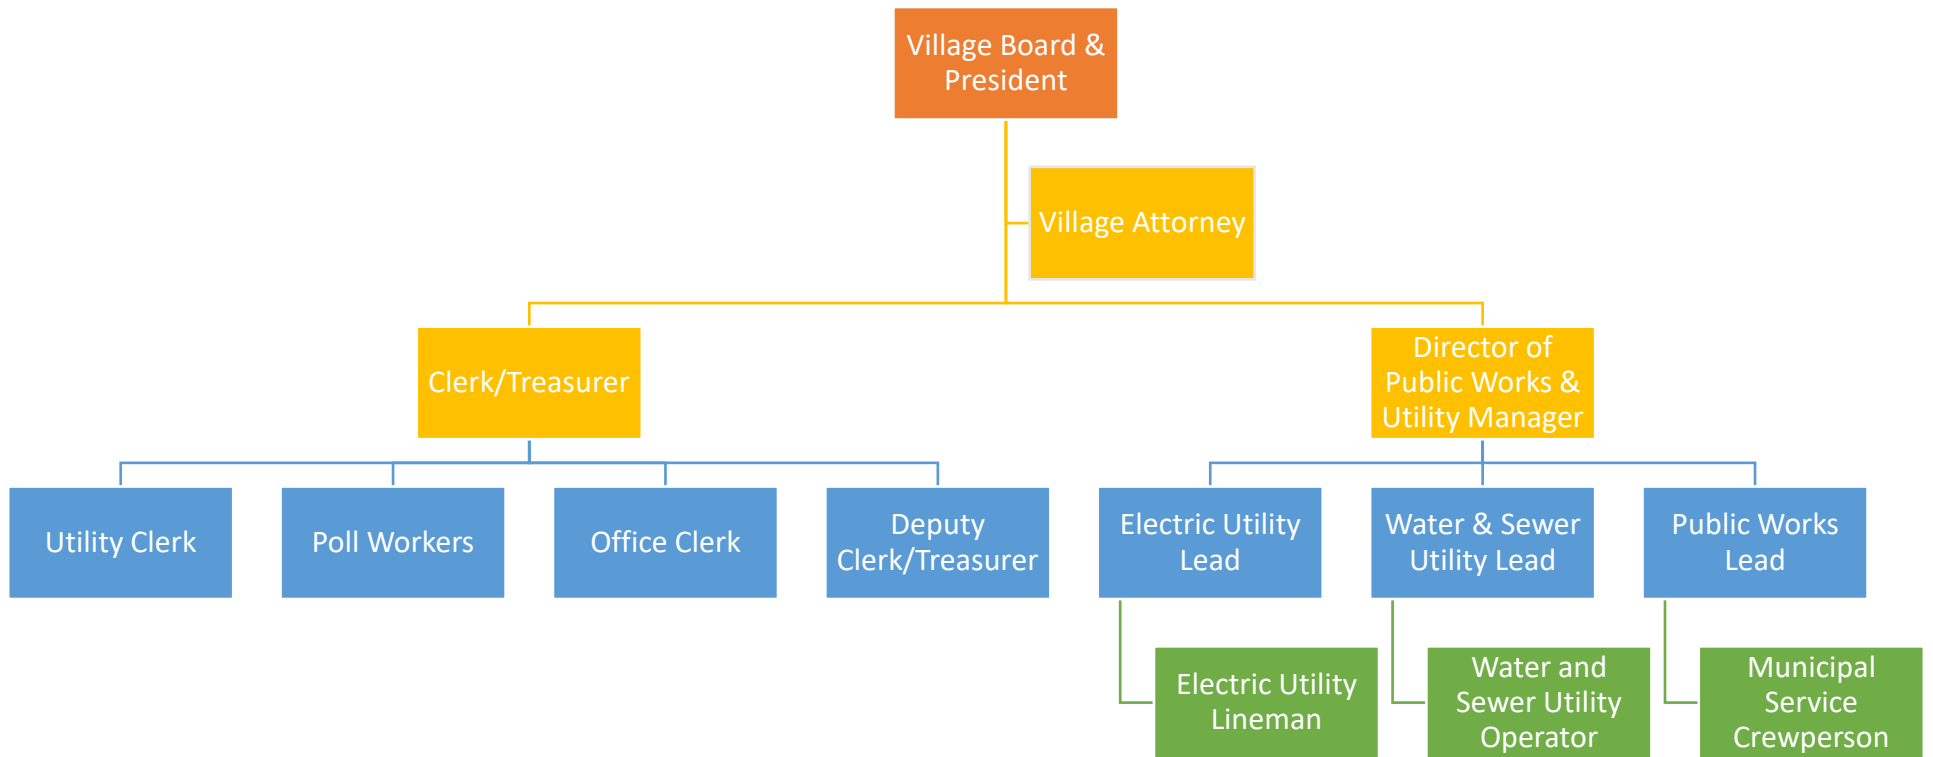 Village Board &
President
Village Attorney
Clerk/Treasurer
Director of
Public Works &
Utility Manager
Utility Clerk
Poll Workers
Office Clerk
Deputy
Clerk/Treasurer
Electric Utility
Lead
Water & Sewer
Utility Lead
Public Works
Lead
Electric Utility
Lineman
Water and
Sewer Utility
Operator
Municipal
Service
Crewperson